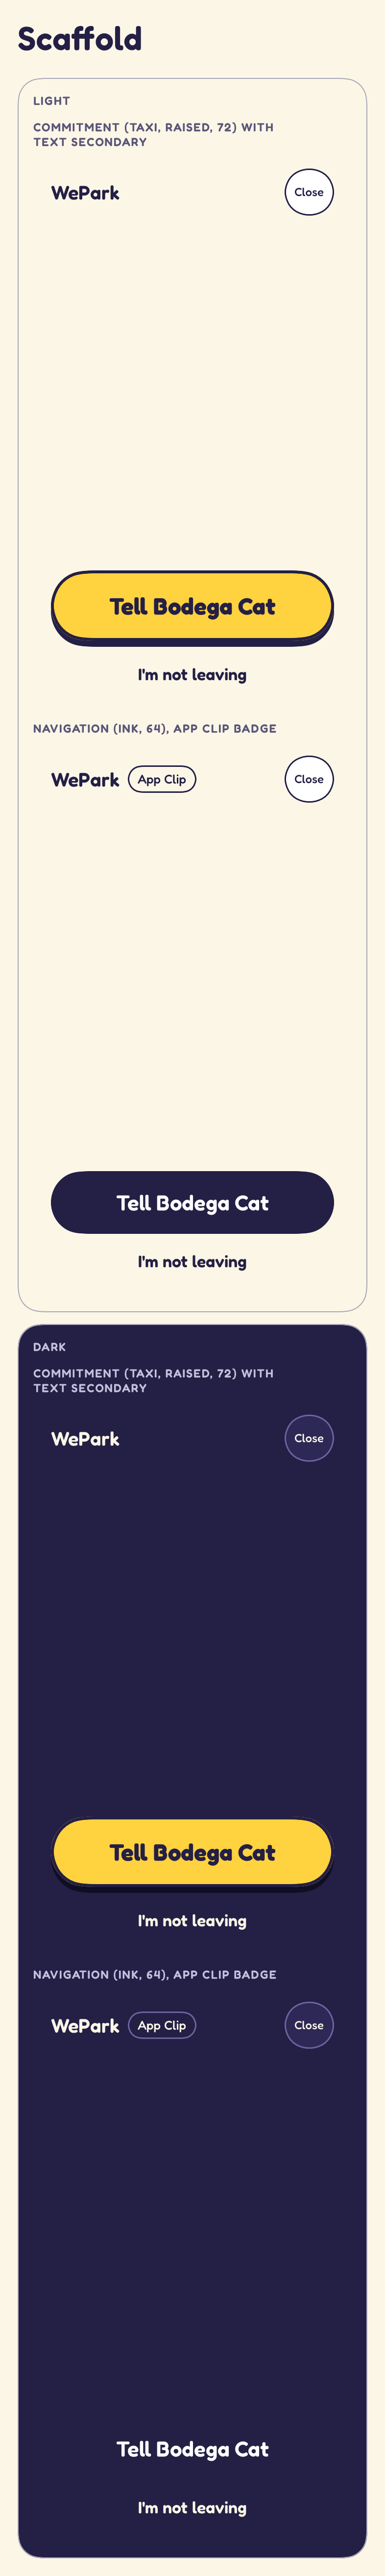 Scaffold
LIGHT
COMMITMENT (TAXI, RAISED, 72) WITH
TEXT SECONDARY
WePark
Close
Tell Bodega Cat
I'm not leaving
NAVIGATION (INK, 64), APP CLIP BADGE
WePark
App Clip
Close
Tell Bodega Cat
I'm not leaving
DARK
COMMITMENT (TAXI, RAISED, 72) WITH
TEXT SECONDARY
WePark
Close
Tell Bodega Cat
I'm not leaving
NAVIGATION (INK, 64), APP CLIP BADGE
WePark
App Clip
Close
Tell Bodega Cat
I'm not leaving